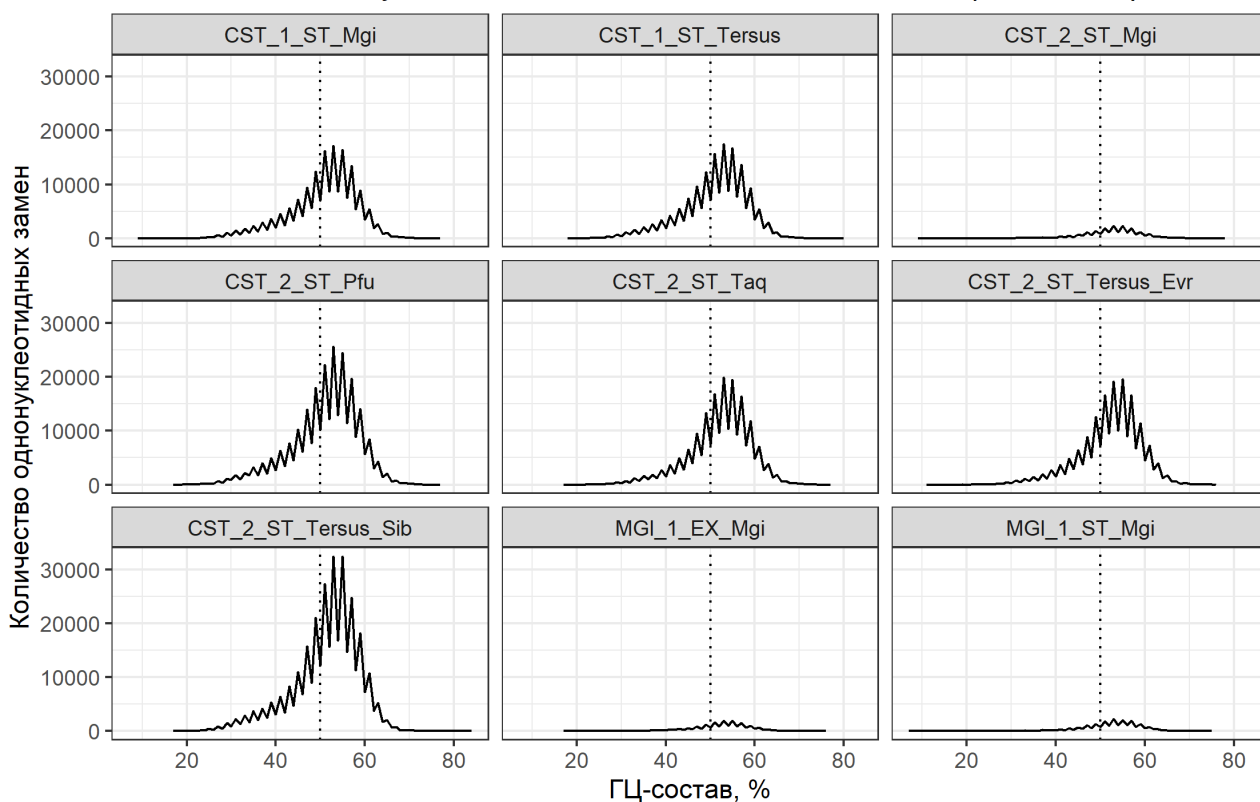 CST_1_ST_Mgi CST_1_ST_Tersus CST_2_ST_Mgi
30000
20000
10000
0
CST_2_ST_Pfu CST_2_ST_Taq CST_2_ST_Tersus_Evr
30000
20000
10000
0
CST_2_ST_Tersus_Sib MGI_1_EX_Mgi MGI_1_ST_Mgi
30000
20000
10000
0
20 40 60 80 20 40 60 80 20 40 60 80
ГЦ-состав, %
Количество однонуклеотидных замен